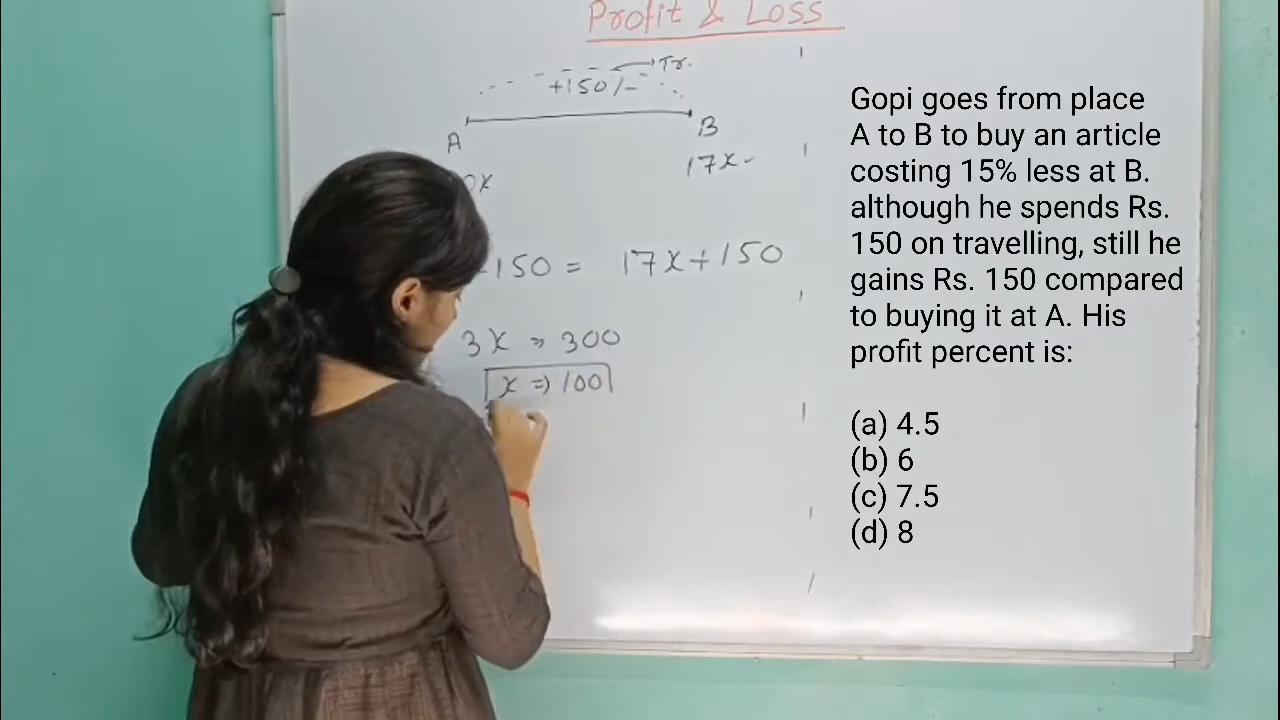 Profit & Loss
Tr.
+150/-
A
B
17x
0x
-150 = 17x+150
3x => 300
x => 100
Gopi goes from place
A to B to buy an article
costing 15% less at B.
although he spends Rs.
150 on travelling, still he
gains Rs. 150 compared
to buying it at A. His
profit percent is:
(a) 4.5
(b) 6
(c) 7.5
(d) 8